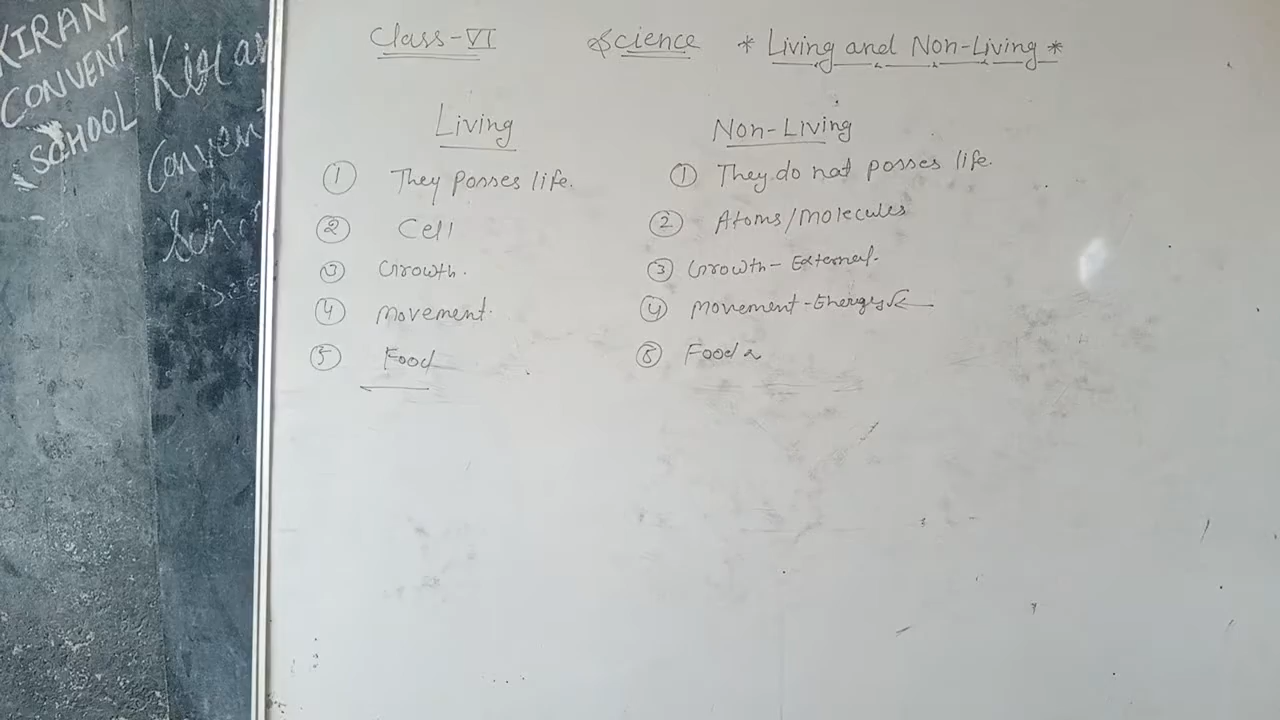 KIRAN
CONVENT
SCHOOL
Kiran
Convent
Class-VI Science * Living and Non-Living *
Living
① They posses life.
② Cell
③ Growth.
④ Movement.
⑤ Food
Non-Living
① They do not posses life.
② Atoms/Molecules
③ Growth- External.
④ Movement-Energy
⑤ Food